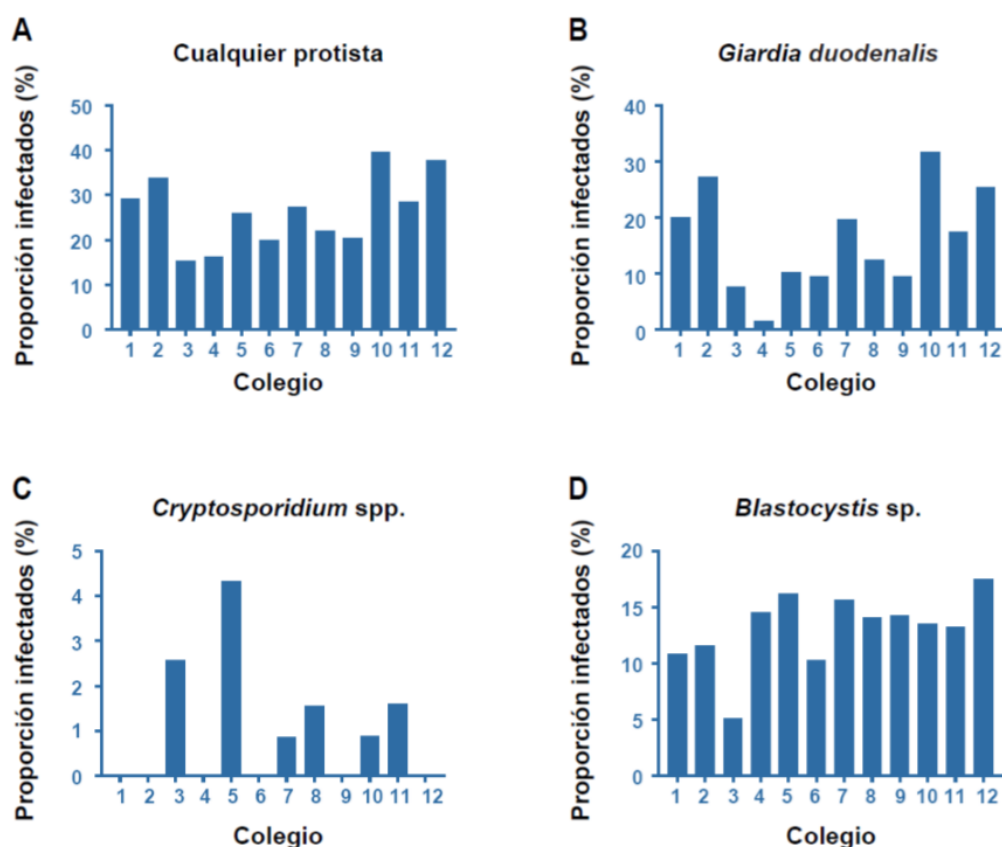 A
Cualquier protista
Proporción infectados (%)
50
40
30
20
10
0
1 2 3 4 5 6 7 8 9 10 11 12
Colegio
B
Giardia duodenalis
Proporción infectados (%)
40
30
20
10
0
1 2 3 4 5 6 7 8 9 10 11 12
Colegio
C
Cryptosporidium spp.
Proporción infectados (%)
5
4
3
2
1
0
1 2 3 4 5 6 7 8 9 10 11 12
Colegio
D
Blastocystis sp.
Proporción infectados (%)
20
15
10
5
0
1 2 3 4 5 6 7 8 9 10 11 12
Colegio